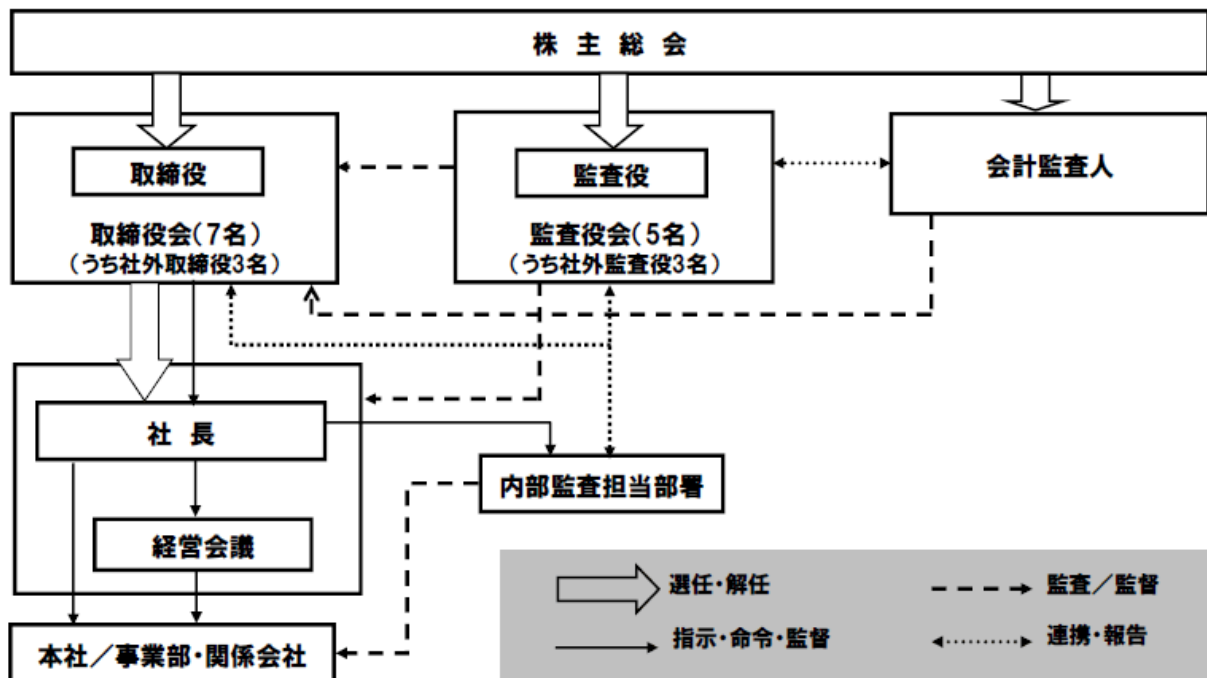 株 主 総 会
取締役
取締役会(7名)
(うち社外取締役3名)
監査役
監査役会(5名)
(うち社外監査役3名)
会計監査人
社 長
経営会議
内部監査担当部署
本社/事業部・関係会社
選任・解任
監査/監督
指示・命令・監督
連携・報告